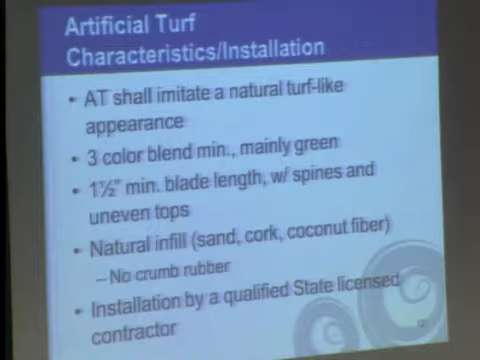 Artificial Turf
Characteristics/Installation
• AT shall imitate a natural turf-like
appearance
• 3 color blend min., mainly green
• 1½" min. blade length, w/ spines and
uneven tops
• Natural infill (sand, cork, coconut fiber)
– No crumb rubber
• Installation by a qualified State licensed
contractor